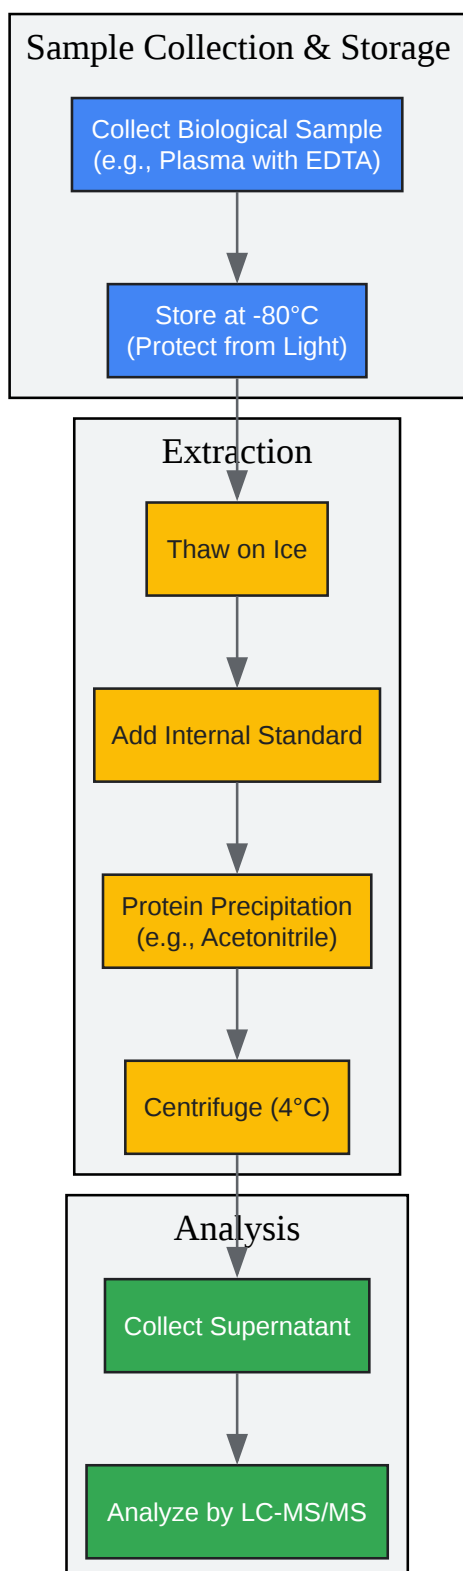 Sample Collection & Storage
Collect Biological Sample
(e.g., Plasma with EDTA)
Store at -80°C
(Protect from Light)
Extraction
Thaw on Ice
Add Internal Standard
Protein Precipitation
(e.g., Acetonitrile)
Centrifuge (4°C)
Analysis
Collect Supernatant
Analyze by LC-MS/MS